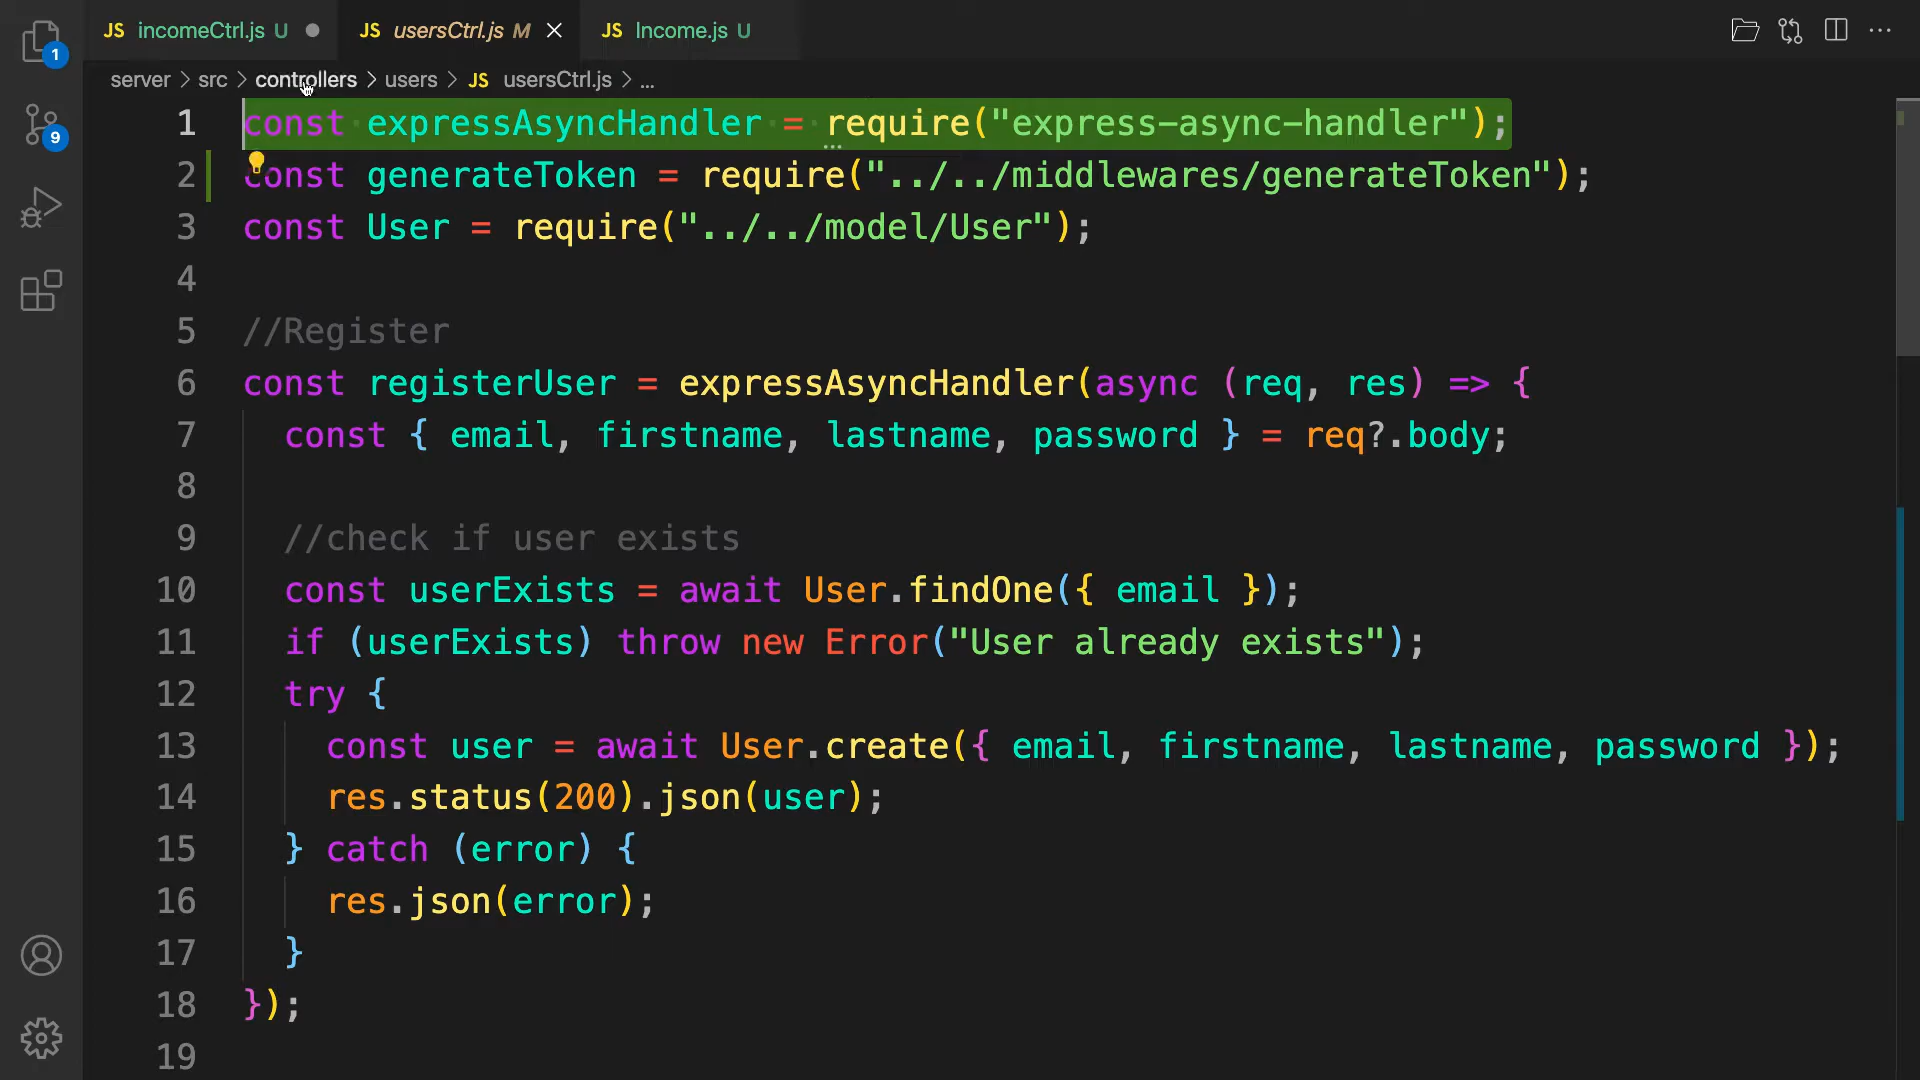 JS incomeCtrl.js U
JS usersCtrl.js M
JS Income.js U
1
server > src > controllers > users > JS usersCtrl.js > ...
9
1 const expressAsyncHandler = require("express-async-handler");
2 const generateToken = require("../../middlewares/generateToken");
3 const User = require("../../model/User");
4
5 //Register
6 const registerUser = expressAsyncHandler(async (req, res) => {
7 const { email, firstname, lastname, password } = req?.body;
8
9 //check if user exists
10 const userExists = await User.findOne({ email });
11 if (userExists) throw new Error("User already exists");
12 try {
13 const user = await User.create({ email, firstname, lastname, password });
14 res.status(200).json(user);
15 } catch (error) {
16 res.json(error);
17 }
18 });
19